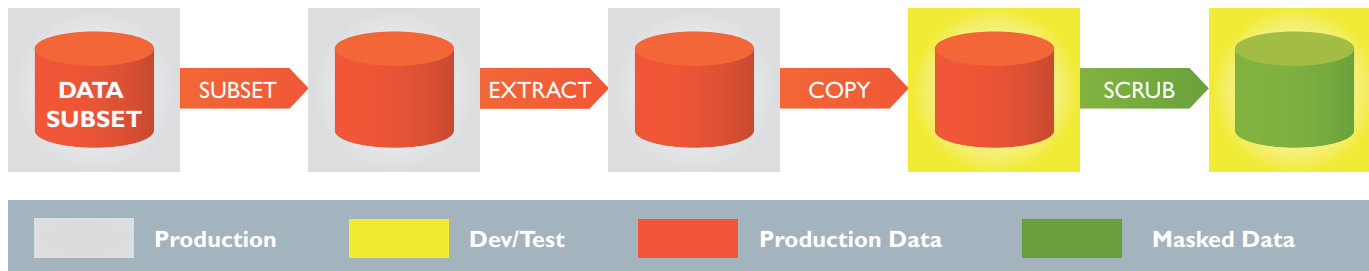 DATA
SUBSET
SUBSET
EXTRACT
COPY
SCRUB
Production
Dev/Test
Production Data
Masked Data